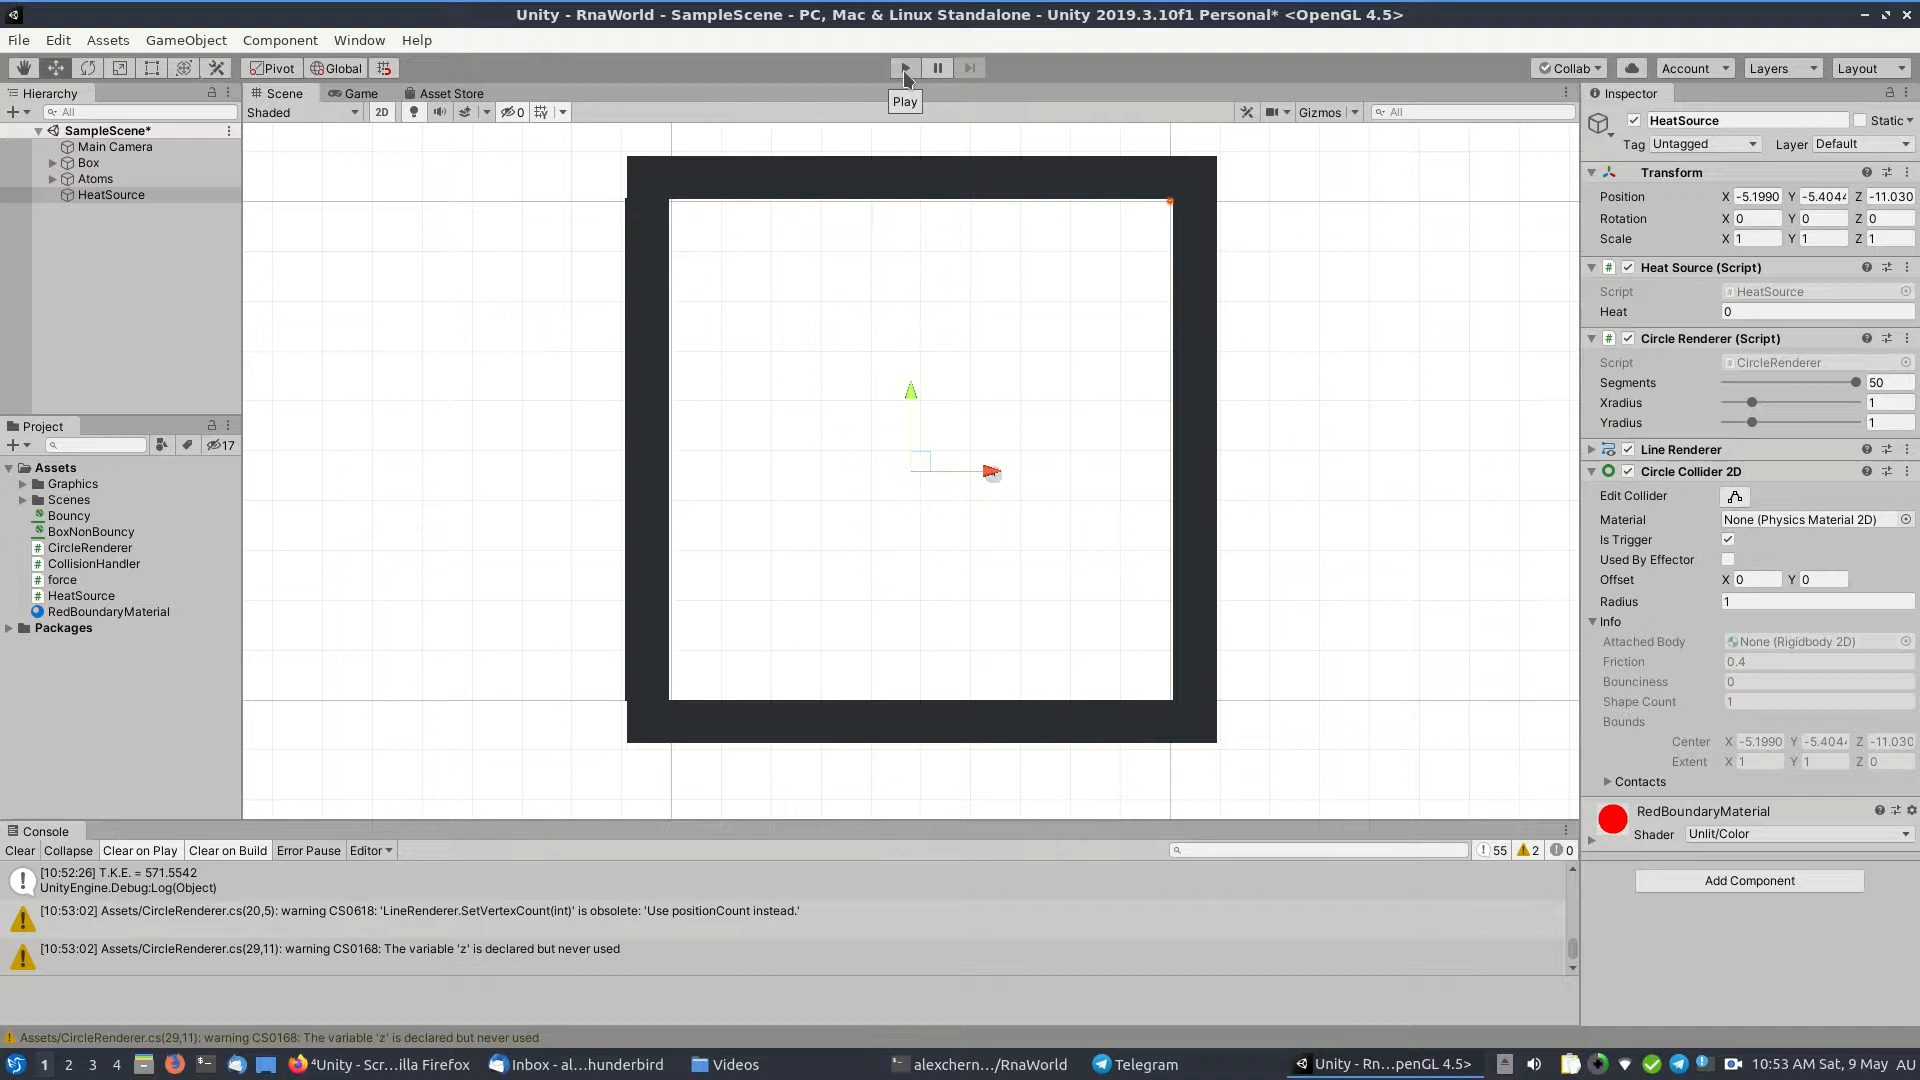 Unity - RnaWorld - SampleScene - PC, Mac & Linux Standalone - Unity 2019.3.10f1 Personal* <OpenGL 4.5>
File Edit Assets GameObject Component Window Help
Pivot Global Collab Account Layers Layout
Play
Hierarchy
All
SampleScene*
Main Camera
Box
Atoms
HeatSource
Scene Game Asset Store
Shaded 2D 0 Gizmos All
Project
17
Assets
Graphics
Scenes
Bouncy
BoxNonBouncy
CircleRenderer
CollisionHandler
force
HeatSource
RedBoundaryMaterial
Packages
Inspector
HeatSource Static
Tag Untagged Layer Default
Transform
Position X -5.1990 Y -5.4044 Z -11.030
Rotation X 0 Y 0 Z 0
Scale X 1 Y 1 Z 1
Heat Source (Script)
Script HeatSource
Heat 0
Circle Renderer (Script)
Script CircleRenderer
Segments 50
Xradius 1
Yradius 1
Line Renderer
Circle Collider 2D
Edit Collider
Material None (Physics Material 2D)
Is Trigger
Used By Effector
Offset X 0 Y 0
Radius 1
Info
Attached Body None (Rigidbody 2D)
Friction 0.4
Bounciness 0
Shape Count 1
Bounds
Center X -5.1990 Y -5.4044 Z -11.030
Extent X 1 Y 1 Z 0
Contacts
RedBoundaryMaterial
Shader Unlit/Color
Add Component
Console
Clear Collapse Clear on Play Clear on Build Error Pause Editor 55 2 0
[10:52:26] T.K.E. = 571.5542
UnityEngine.Debug:Log(Object)
[10:53:02] Assets/CircleRenderer.cs(20,5): warning CS0618: 'LineRenderer.SetVertexCount(int)' is obsolete: 'Use positionCount instead.'
[10:53:02] Assets/CircleRenderer.cs(29,11): warning CS0168: The variable 'z' is declared but never used
Assets/CircleRenderer.cs(29,11): warning CS0168: The variable 'z' is declared but never used
1 2 3 4 ⁴Unity - Scr...illa Firefox Inbox - al...hunderbird Videos alexchern.../RnaWorld Telegram Unity - Rn...penGL 4.5> 10:53 AM Sat, 9 May AU